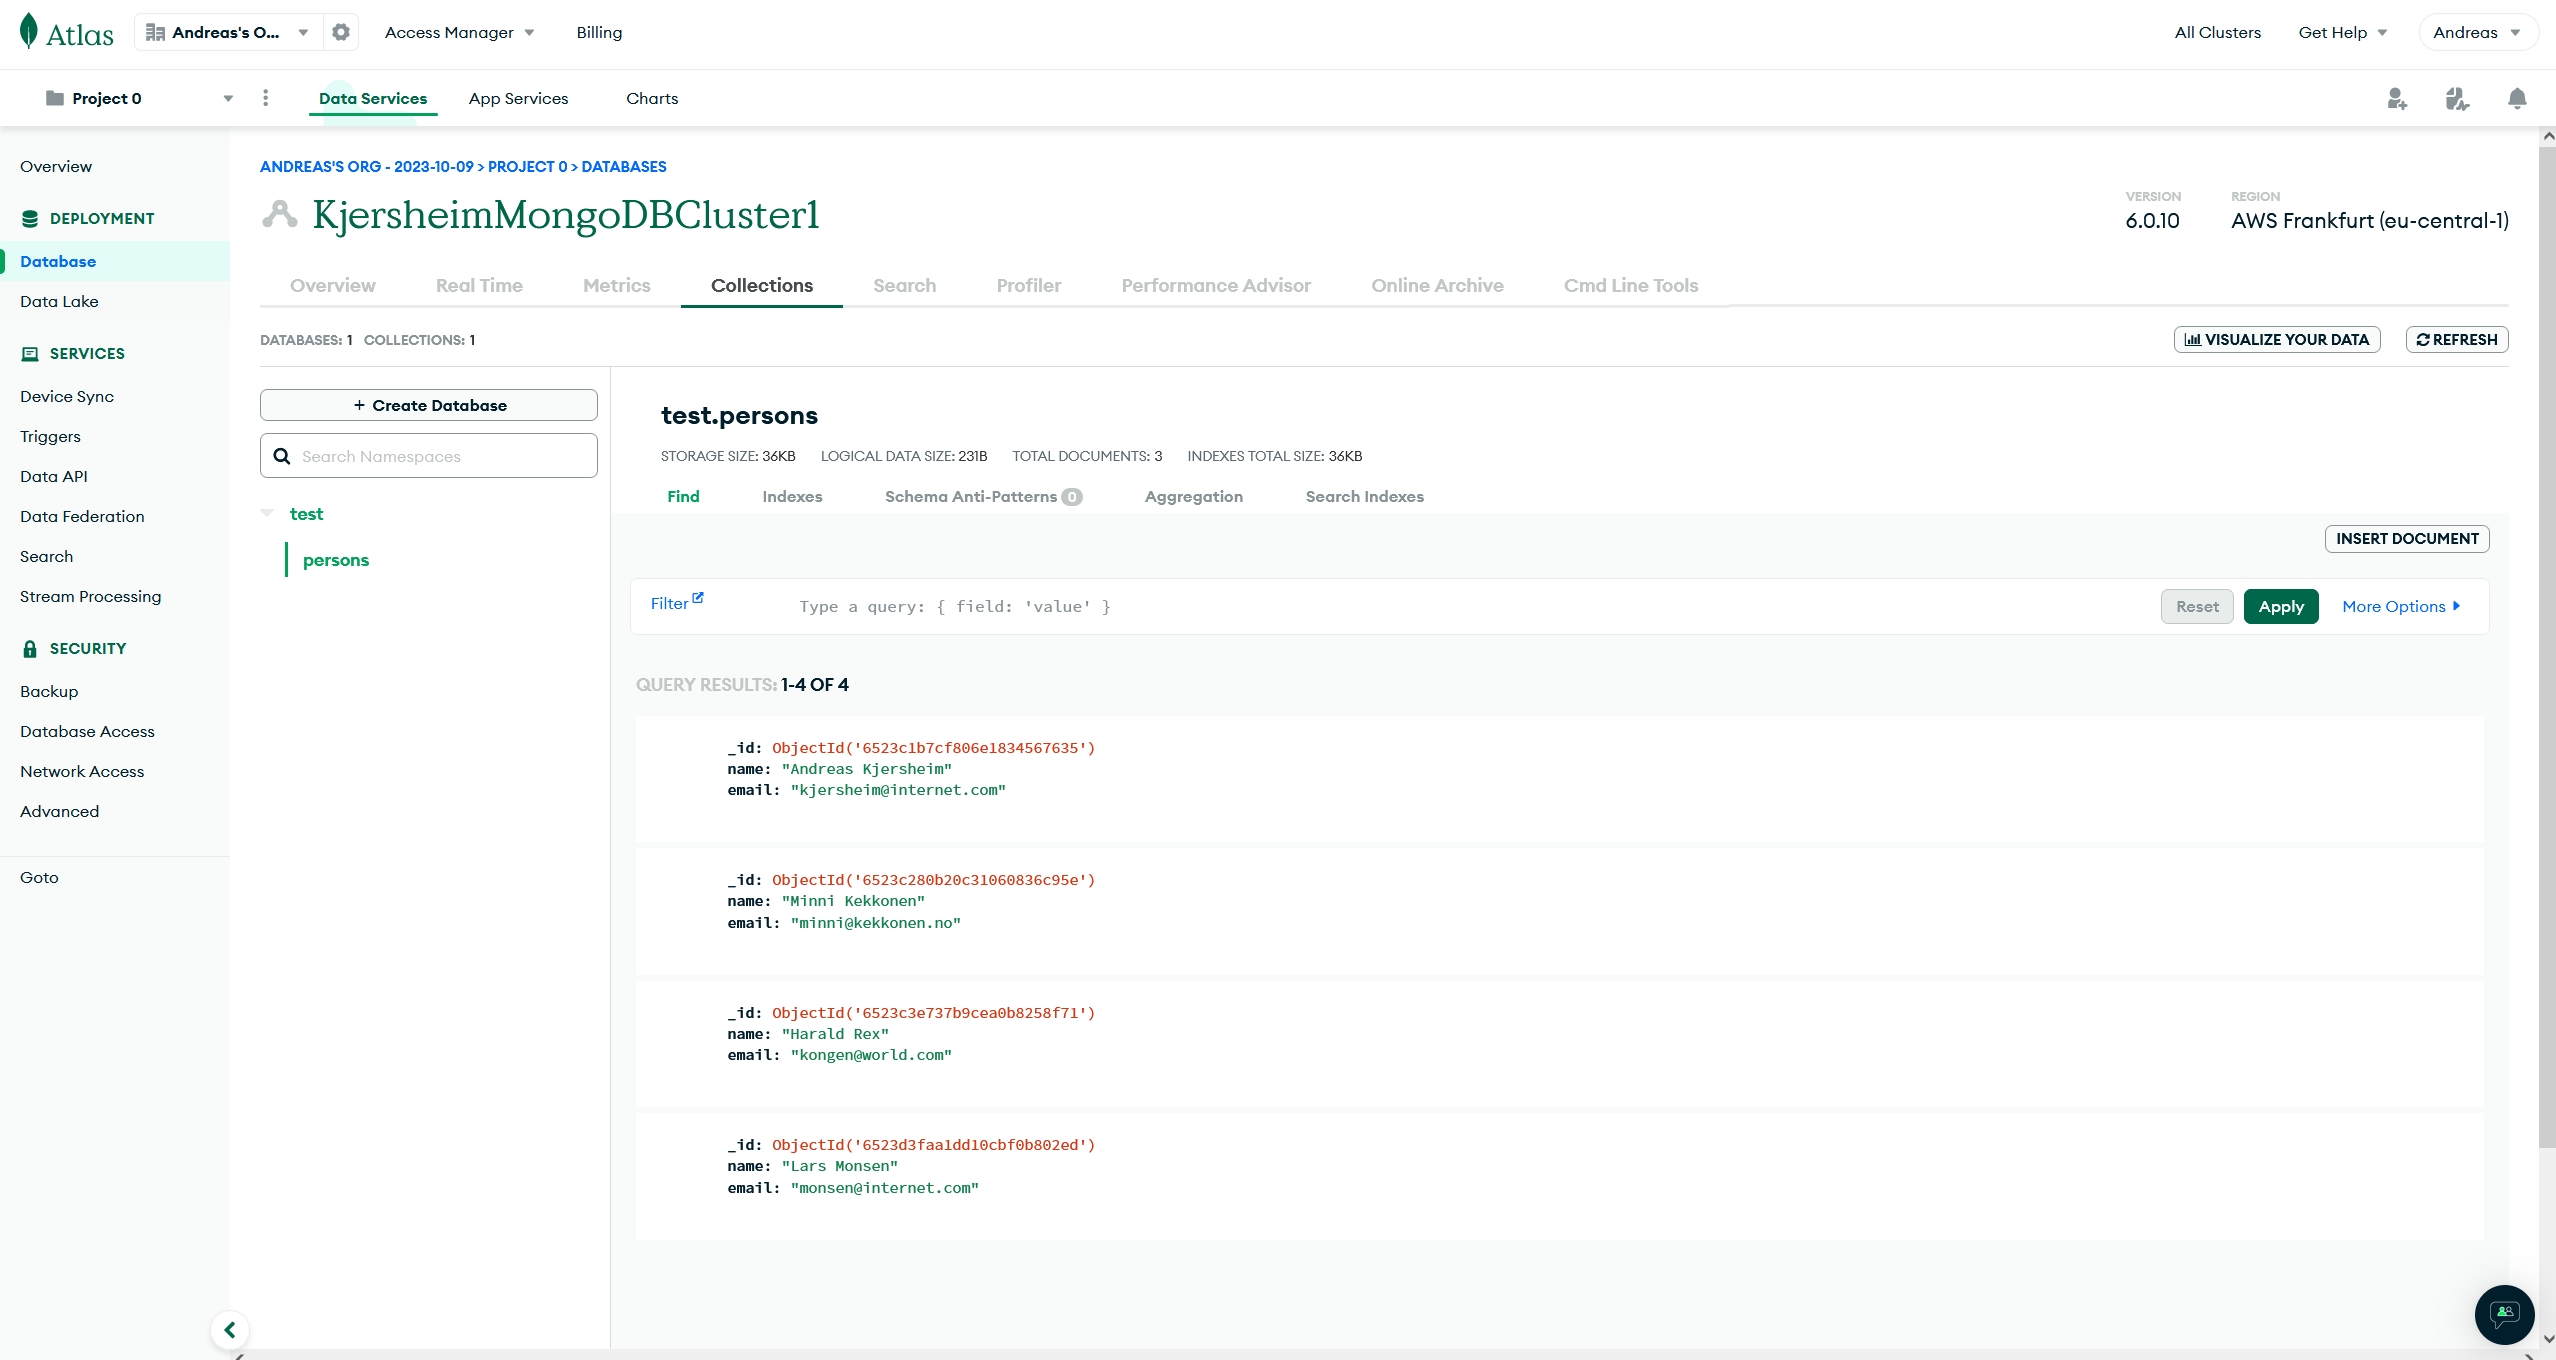 Atlas
Andreas's O...
Access Manager
Billing
All Clusters
Get Help
Andreas
Project 0
Data Services
App Services
Charts
Overview
DEPLOYMENT
Database
Data Lake
SERVICES
Device Sync
Triggers
Data API
Data Federation
Search
Stream Processing
SECURITY
Backup
Database Access
Network Access
Advanced
Goto
ANDREAS'S ORG - 2023-10-09 > PROJECT 0 > DATABASES
KjersheimMongoDBCluster1
VERSION
6.0.10
REGION
AWS Frankfurt (eu-central-1)
Overview
Real Time
Metrics
Collections
Search
Profiler
Performance Advisor
Online Archive
Cmd Line Tools
DATABASES: 1 COLLECTIONS: 1
VISUALIZE YOUR DATA
REFRESH
+ Create Database
Search Namespaces
test
persons
test.persons
STORAGE SIZE: 36KB LOGICAL DATA SIZE: 231B TOTAL DOCUMENTS: 3 INDEXES TOTAL SIZE: 36KB
Find
Indexes
Schema Anti-Patterns 0
Aggregation
Search Indexes
INSERT DOCUMENT
Filter
Type a query: { field: 'value' }
Reset
Apply
More Options
QUERY RESULTS: 1-4 OF 4
_id: ObjectId('6523c1b7cf806e1834567635')
name: "Andreas Kjersheim"
email: "kjersheim@internet.com"
_id: ObjectId('6523c280b20c31060836c95e')
name: "Minni Kekkonen"
email: "minni@kekkonen.no"
_id: ObjectId('6523c3e737b9cea0b8258f71')
name: "Harald Rex"
email: "kongen@world.com"
_id: ObjectId('6523d3faa1dd10cbf0b802ed')
name: "Lars Monsen"
email: "monsen@internet.com"